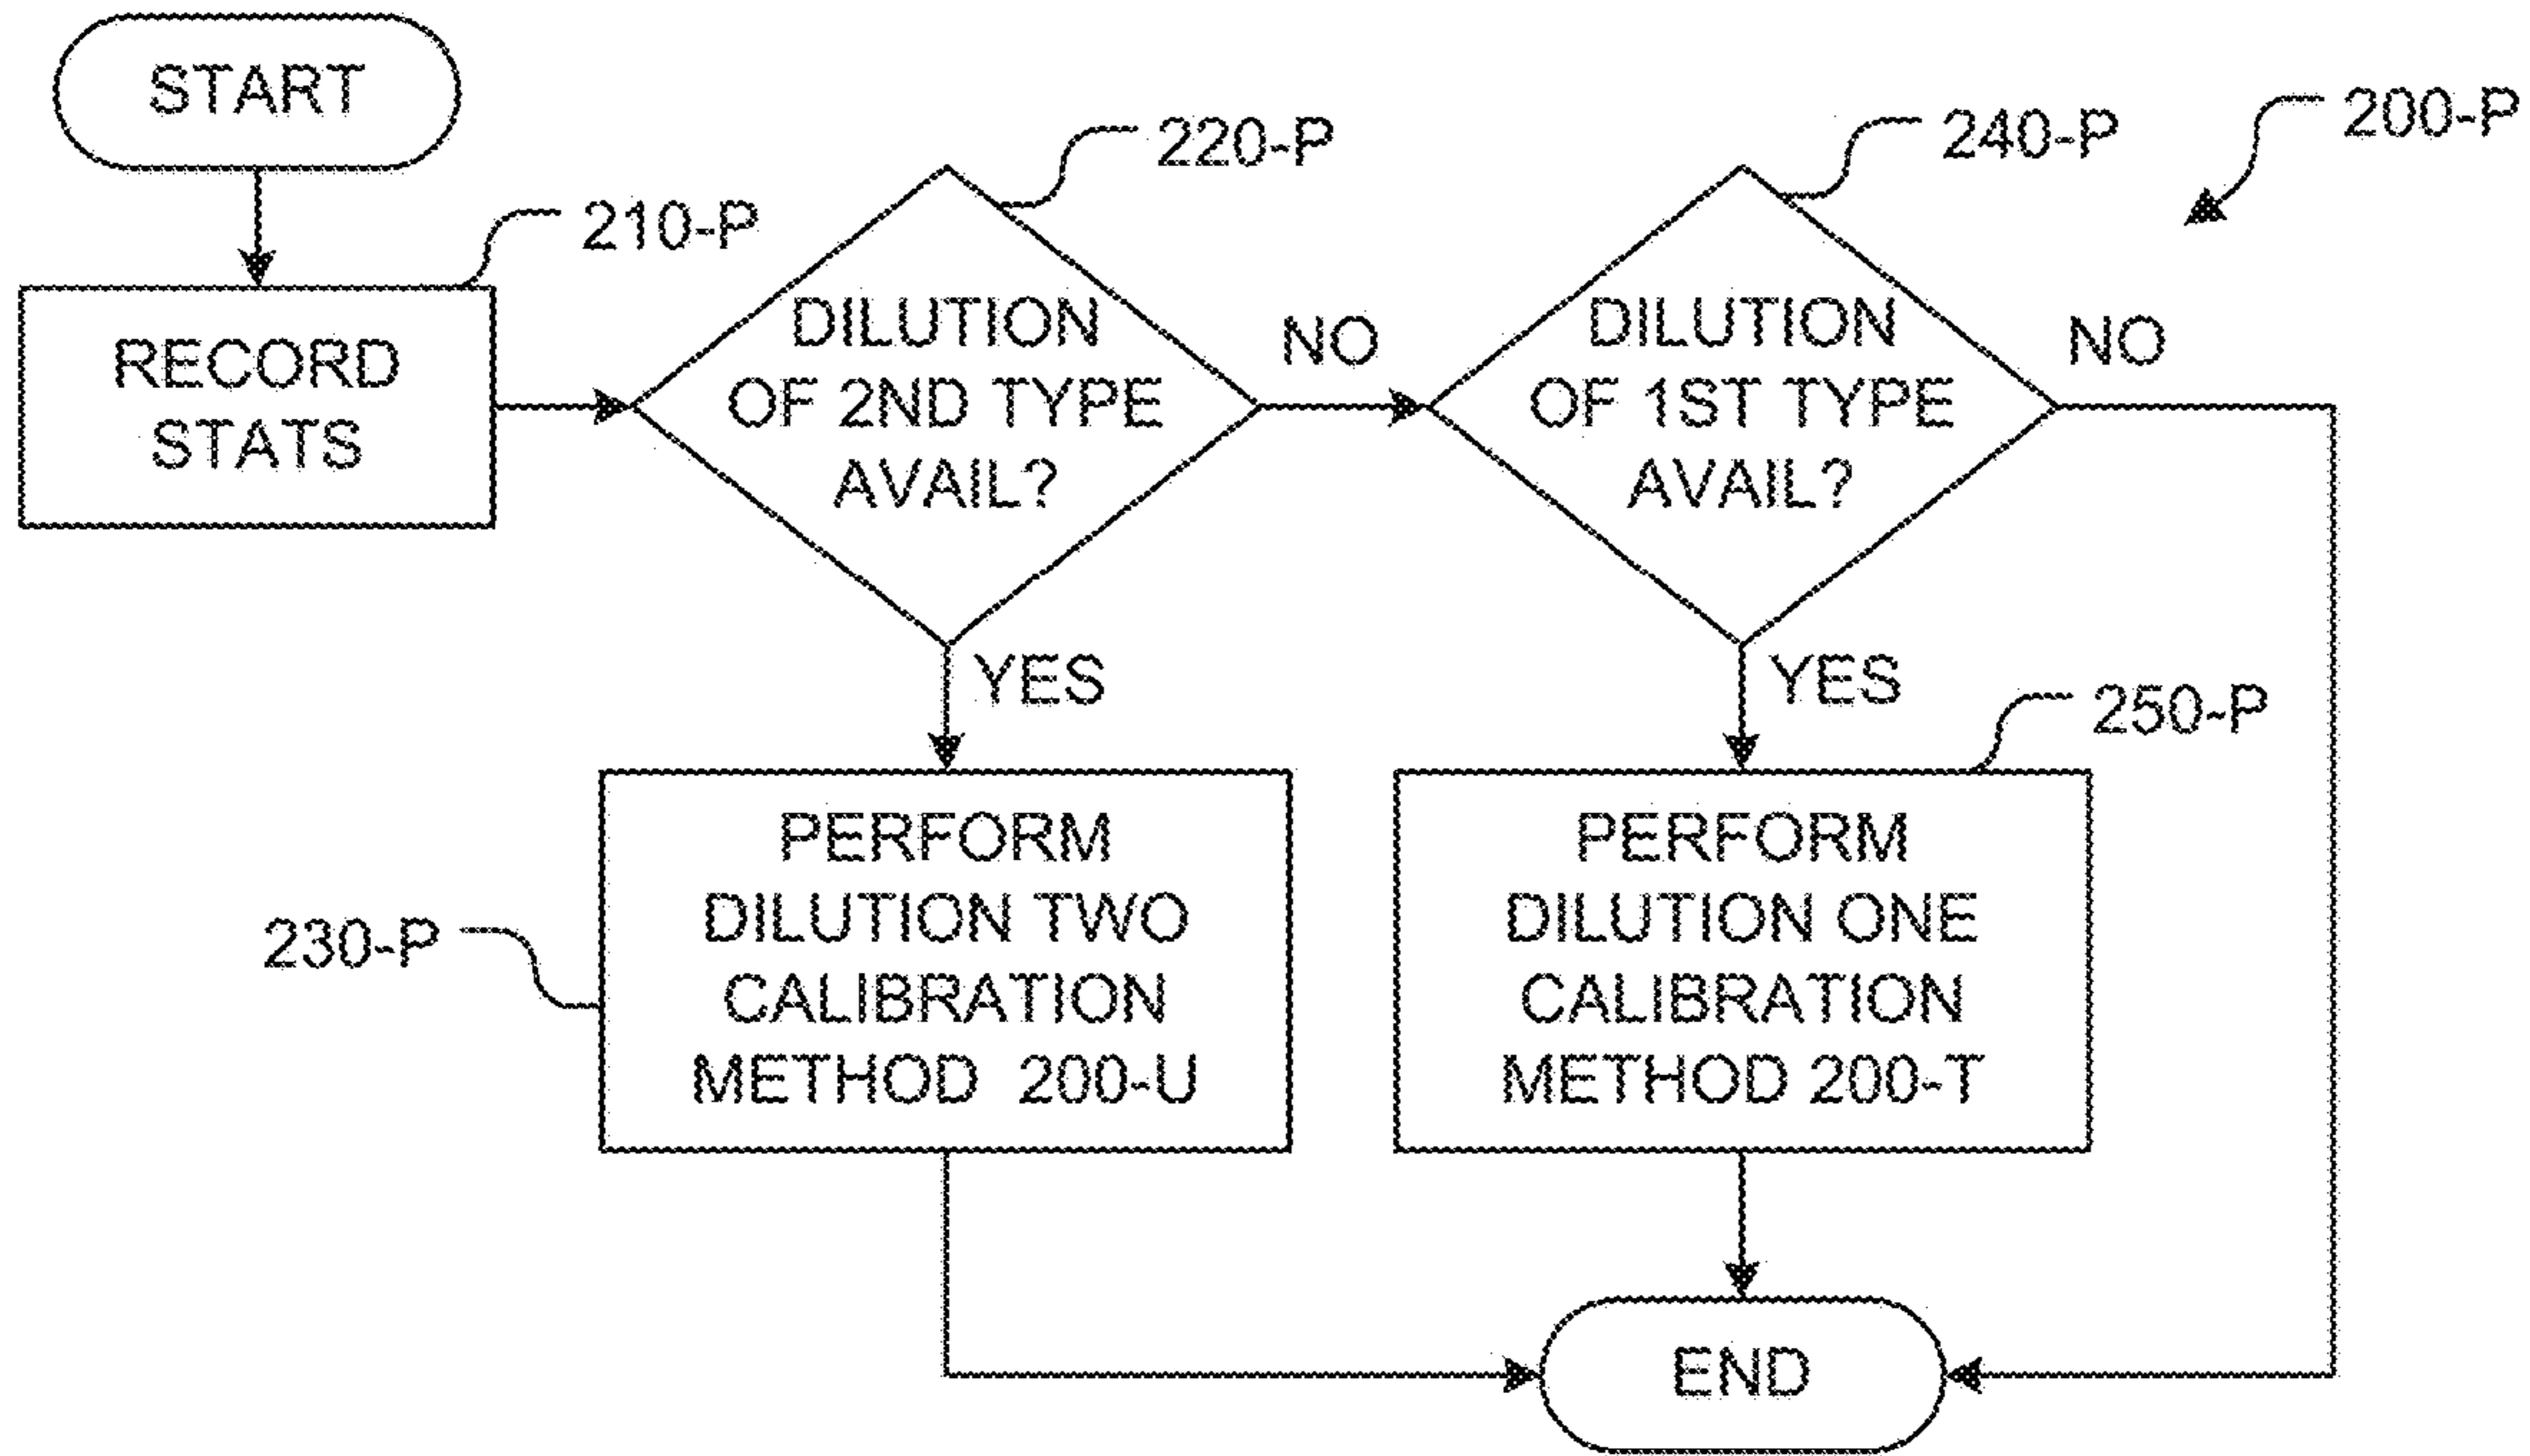 START
210-P
RECORD
STATS
220-P
DILUTION
OF 2ND TYPE
AVAIL?
NO
YES
240-P
DILUTION
OF 1ST TYPE
AVAIL?
NO
YES
200-P
230-P
PERFORM
DILUTION TWO
CALIBRATION
METHOD 200-U
250-P
PERFORM
DILUTION ONE
CALIBRATION
METHOD 200-T
END